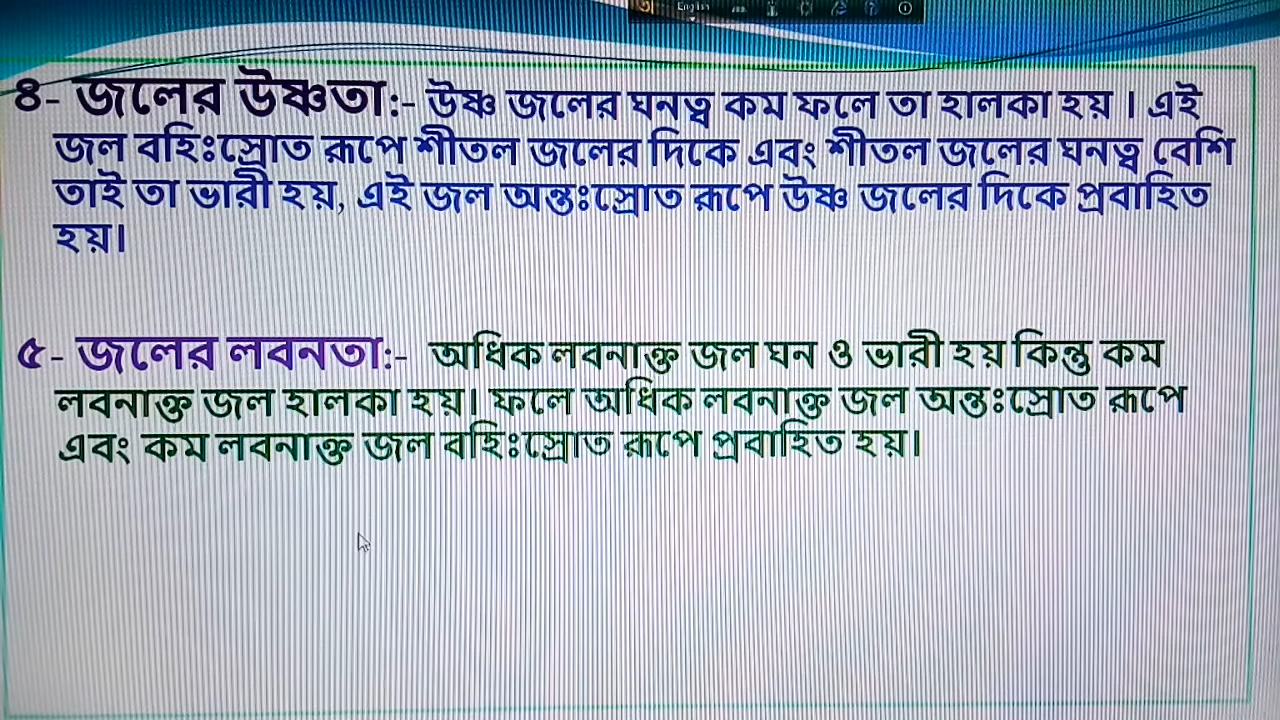 English
৪- জলের উষ্ণতা:- উষ্ণ জলের ঘনত্ব কম ফলে তা হালকা হয় । এই
জল বহিঃস্রোত রূপে শীতল জলের দিকে এবং শীতল জলের ঘনত্ব বেশি
তাই তা ভারী হয়, এই জল অন্তঃস্রোত রূপে উষ্ণ জলের দিকে প্রবাহিত
হয়।
৫- জলের লবনতা:- অধিক লবনাক্ত জল ঘন ও ভারী হয় কিন্তু কম
লবনাক্ত জল হালকা হয়। ফলে অধিক লবনাক্ত জল অন্তঃস্রোত রূপে
এবং কম লবনাক্ত জল বহিঃস্রোত রূপে প্রবাহিত হয়।